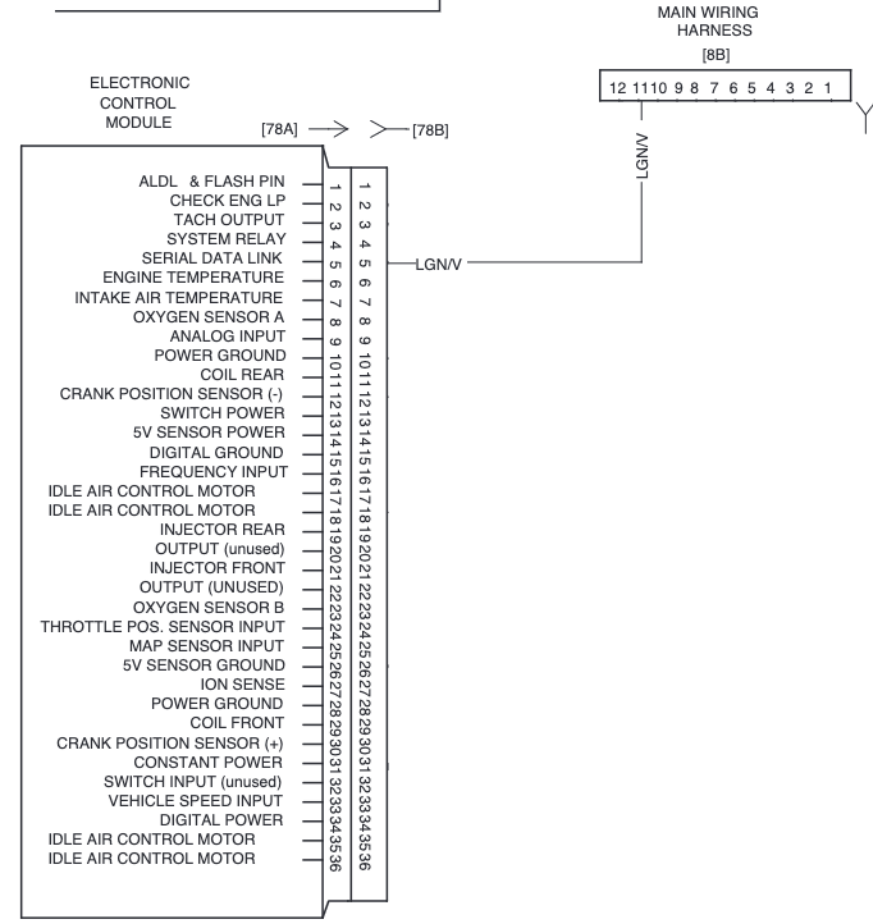 MAIN WIRING
HARNESS
[8B]
12 11 10 9 8 7 6 5 4 3 2 1
ELECTRONIC
CONTROL
MODULE
[78A]
[78B]
LGN/V
ALDL & FLASH PIN 1 1
CHECK ENG LP 2 2
TACH OUTPUT 3 3
SYSTEM RELAY 4 4
SERIAL DATA LINK 5 5 LGN/V
ENGINE TEMPERATURE 6 6
INTAKE AIR TEMPERATURE 7 7
OXYGEN SENSOR A 8 8
ANALOG INPUT 9 9
POWER GROUND 10 10
COIL REAR 11 11
CRANK POSITION SENSOR (-) 12 12
SWITCH POWER 13 13
5V SENSOR POWER 14 14
DIGITAL GROUND 15 15
FREQUENCY INPUT 16 16
IDLE AIR CONTROL MOTOR 17 17
IDLE AIR CONTROL MOTOR 18 18
INJECTOR REAR 19 19
OUTPUT (unused) 20 20
INJECTOR FRONT 21 21
OUTPUT (UNUSED) 22 22
OXYGEN SENSOR B 23 23
THROTTLE POS. SENSOR INPUT 24 24
MAP SENSOR INPUT 25 25
5V SENSOR GROUND 26 26
ION SENSE 27 27
POWER GROUND 28 28
COIL FRONT 29 29
CRANK POSITION SENSOR (+) 30 30
CONSTANT POWER 31 31
SWITCH INPUT (unused) 32 32
VEHICLE SPEED INPUT 33 33
DIGITAL POWER 34 34
IDLE AIR CONTROL MOTOR 35 35
IDLE AIR CONTROL MOTOR 36 36